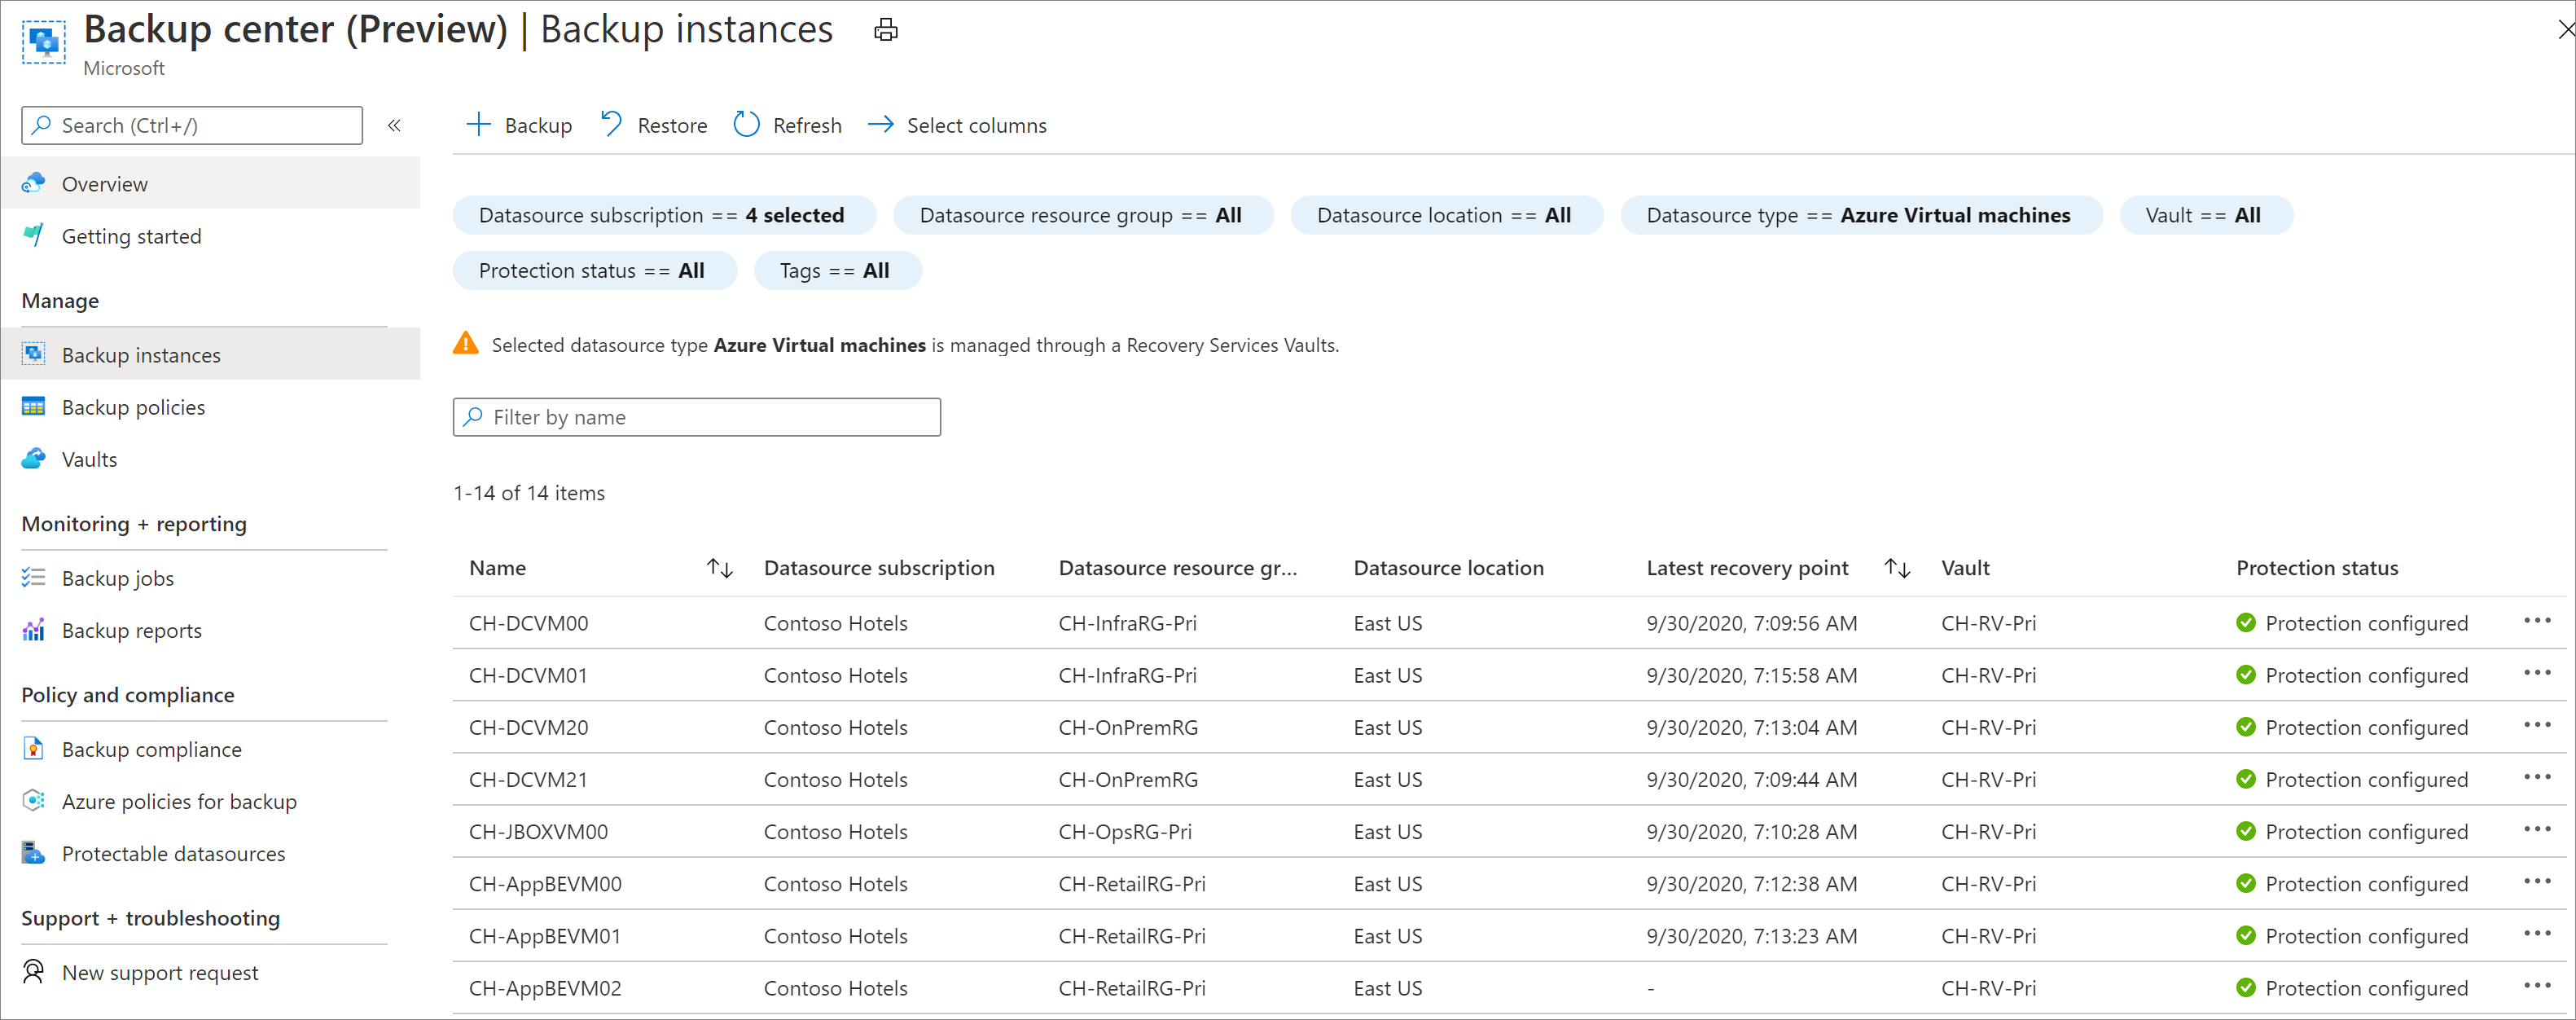 Backup center (Preview) | Backup instances
Microsoft
Search (Ctrl+/)
«
Overview
Getting started
Manage
Backup instances
Backup policies
Vaults
Monitoring + reporting
Backup jobs
Backup reports
Policy and compliance
Backup compliance
Azure policies for backup
Protectable datasources
Support + troubleshooting
New support request
Backup Restore Refresh Select columns
Datasource subscription == 4 selected Datasource resource group == All Datasource location == All Datasource type == Azure Virtual machines Vault == All
Protection status == All Tags == All
Selected datasource type Azure Virtual machines is managed through a Recovery Services Vaults.
Filter by name
1-14 of 14 items
Name Datasource subscription Datasource resource gr... Datasource location Latest recovery point Vault Protection status
CH-DCVM00 Contoso Hotels CH-InfraRG-Pri East US 9/30/2020, 7:09:56 AM CH-RV-Pri Protection configured ...
CH-DCVM01 Contoso Hotels CH-InfraRG-Pri East US 9/30/2020, 7:15:58 AM CH-RV-Pri Protection configured ...
CH-DCVM20 Contoso Hotels CH-OnPremRG East US 9/30/2020, 7:13:04 AM CH-RV-Pri Protection configured ...
CH-DCVM21 Contoso Hotels CH-OnPremRG East US 9/30/2020, 7:09:44 AM CH-RV-Pri Protection configured ...
CH-JBOXVM00 Contoso Hotels CH-OpsRG-Pri East US 9/30/2020, 7:10:28 AM CH-RV-Pri Protection configured ...
CH-AppBEVM00 Contoso Hotels CH-RetailRG-Pri East US 9/30/2020, 7:12:38 AM CH-RV-Pri Protection configured ...
CH-AppBEVM01 Contoso Hotels CH-RetailRG-Pri East US 9/30/2020, 7:13:23 AM CH-RV-Pri Protection configured ...
CH-AppBEVM02 Contoso Hotels CH-RetailRG-Pri East US - CH-RV-Pri Protection configured ...